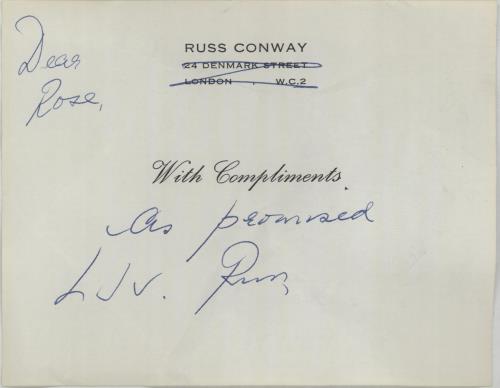 Dear
Rose,
RUSS CONWAY
24 DENMARK STREET
LONDON . W.C.2
With Compliments.
As promised
Russ